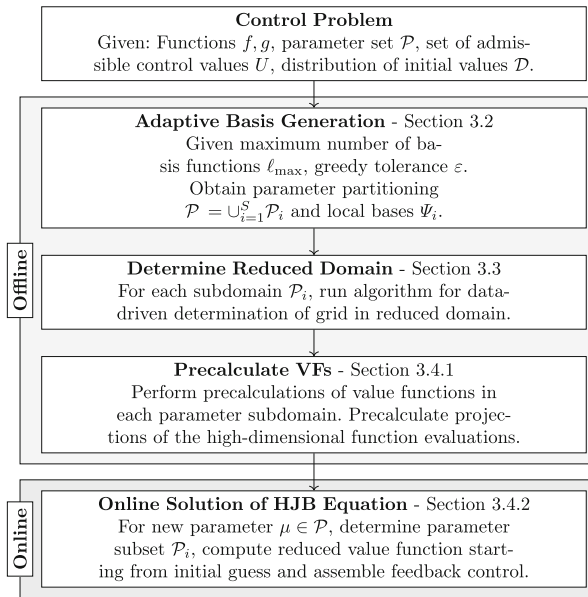 Control Problem
Given: Functions f, g, parameter set 𝒫, set of admis-
sible control values U, distribution of initial values 𝒟.
Offline
Adaptive Basis Generation - Section 3.2
Given maximum number of ba-
sis functions ℓ_max, greedy tolerance ε.
Obtain parameter partitioning
𝒫 = ∪_{i=1}^S 𝒫_i and local bases Ψ_i.
Determine Reduced Domain - Section 3.3
For each subdomain 𝒫_i, run algorithm for data-
driven determination of grid in reduced domain.
Precalculate VFs - Section 3.4.1
Perform precalculations of value functions in
each parameter subdomain. Precalculate projec-
tions of the high-dimensional function evaluations.
Online
Online Solution of HJB Equation - Section 3.4.2
For new parameter μ ∈ 𝒫, determine parameter
subset 𝒫_i, compute reduced value function start-
ing from initial guess and assemble feedback control.